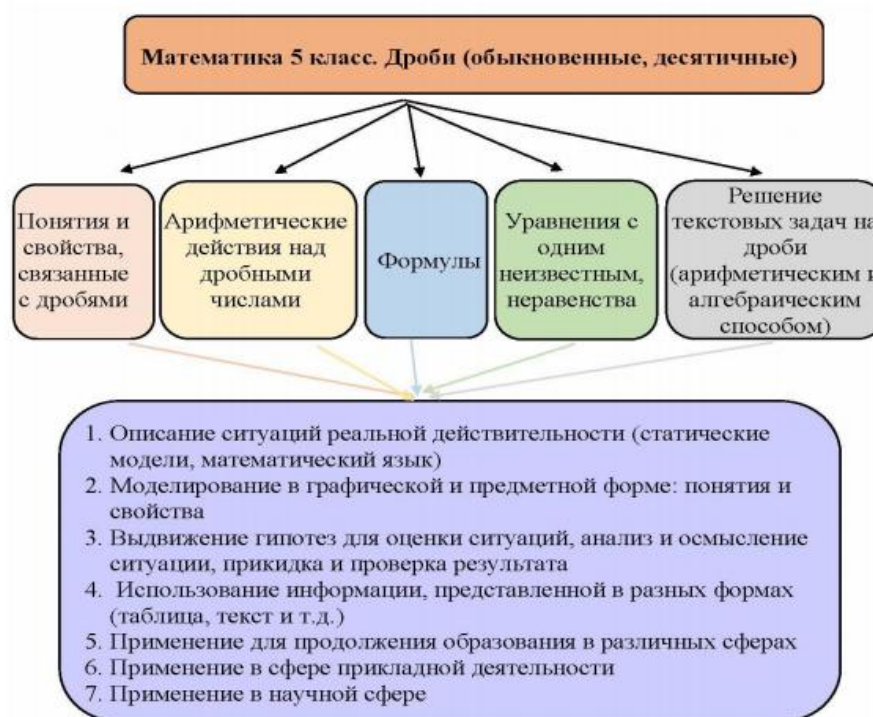 Математика 5 класс. Дроби (обыкновенные, десятичные)
Понятия и
свойства,
связанные
с дробями
Арифметические
действия над
дробными
числами
Формулы
Уравнения с
одним
неизвестным,
неравенства
Решение
текстовых задач на
дроби
(арифметическим и
алгебраическим
способом)
1. Описание ситуаций реальной действительности (статические
модели, математический язык)
2. Моделирование в графической и предметной форме: понятия и
свойства
3. Выдвижение гипотез для оценки ситуаций, анализ и осмысление
ситуации, прикидка и проверка результата
4. Использование информации, представленной в разных формах
(таблица, текст и т.д.)
5. Применение для продолжения образования в различных сферах
6. Применение в сфере прикладной деятельности
7. Применение в научной сфере